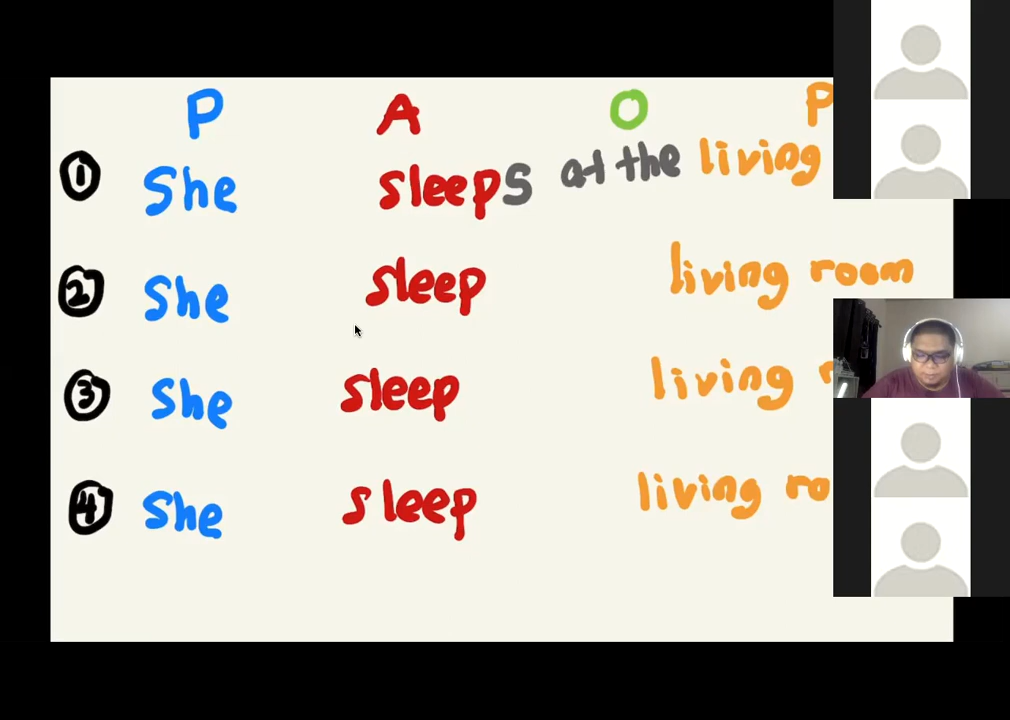 P A O P
① She sleeps at the living
② She sleep living room
③ She sleep living
④ She sleep living ro